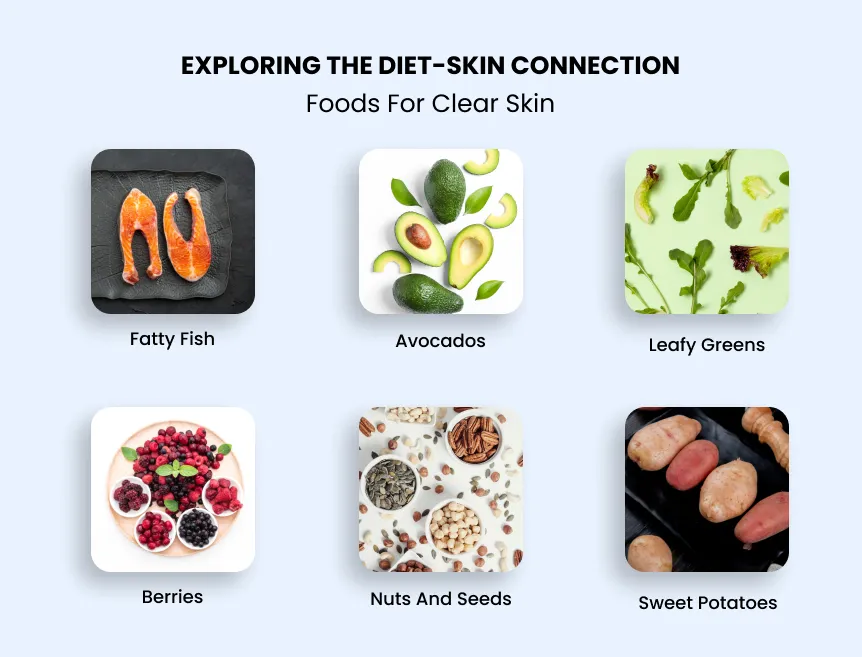 EXPLORING THE DIET-SKIN CONNECTION
Foods For Clear Skin
Fatty Fish
Avocados
Leafy Greens
Berries
Nuts And Seeds
Sweet Potatoes